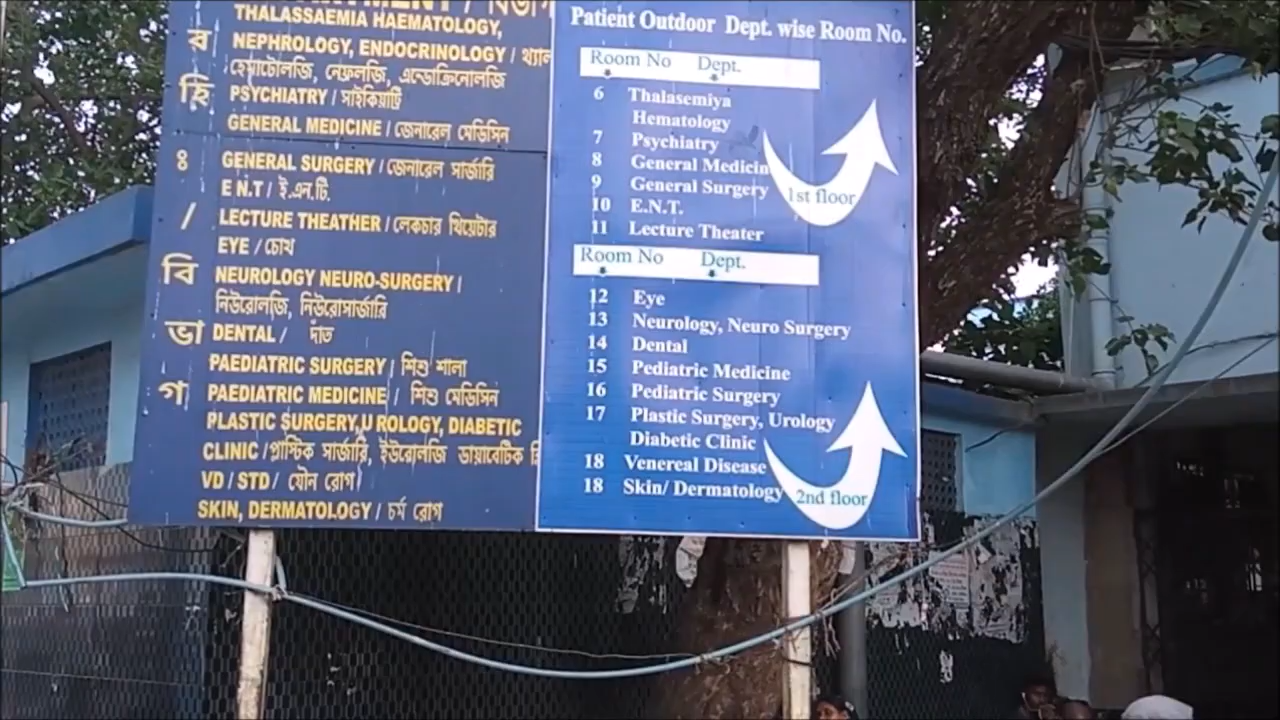 THALASSAEMIA HAEMATOLOGY,
NEPHROLOGY, ENDOCRINOLOGY /
হেমাটোলজি, নেফ্রলজি, এন্ডোক্রিনোলজি
PSYCHIATRY / সাইকিয়াট্রি
GENERAL MEDICINE / জেনারেল মেডিসিন
GENERAL SURGERY / জেনারেল সার্জারি
E N.T / ই.এন.টি.
LECTURE THEATHER / লেকচার থিয়েটার
EYE / চোখ
NEUROLOGY NEURO-SURGERY /
নিউরোলজি, নিউরোসার্জারি
DENTAL / দাঁত
PAEDIATRIC SURGERY / শিশু শালা
PAEDIATRIC MEDICINE / শিশু মেডিসিন
PLASTIC SURGERY,U ROLOGY, DIABETIC
CLINIC / প্লাস্টিক সার্জারি, ইউরোলজি ডায়াবেটিক
VD / STD / যৌন রোগ
SKIN, DERMATOLOGY / চর্ম রোগ
ব
হি
ঃ
/
বি
ভা
গ
Patient Outdoor Dept. wise Room No.
Room No Dept.
6 Thalasemiya
Hematology
7 Psychiatry
8 General Medicin
9 General Surgery
10 E.N.T.
11 Lecture Theater
1st floor
Room No Dept.
12 Eye
13 Neurology, Neuro Surgery
14 Dental
15 Pediatric Medicine
16 Pediatric Surgery
17 Plastic Surgery, Urology
Diabetic Clinic
18 Venereal Disease
18 Skin/ Dermatology
2nd floor